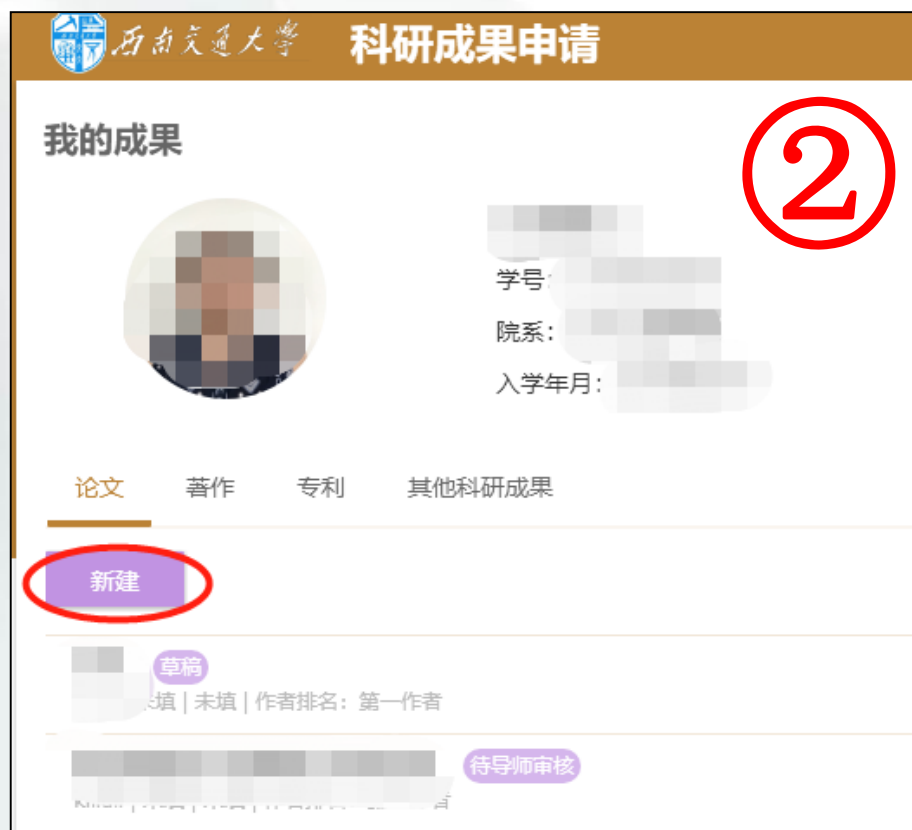 西南交通大学 科研成果申请
我的成果
②
学号:
院系:
入学年月:
论文 著作 专利 其他科研成果
新建
草稿
填 | 未填 | 作者排名: 第一作者
待导师审核